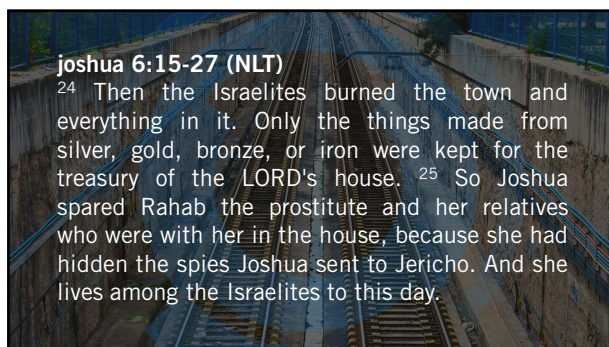 joshua 6:15-27 (NLT)
24 Then the Israelites burned the town and
everything in it. Only the things made from
silver, gold, bronze, or iron were kept for the
treasury of the LORD's house. 25 So Joshua
spared Rahab the prostitute and her relatives
who were with her in the house, because she had
hidden the spies Joshua sent to Jericho. And she
lives among the Israelites to this day.